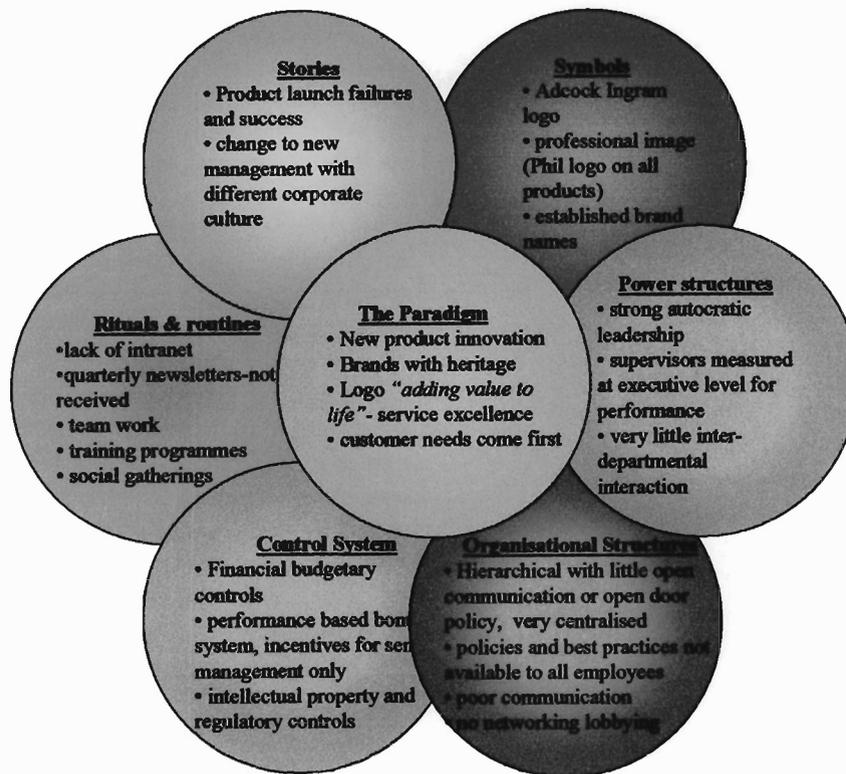 Stories
• Product launch failures
and success
• change to new
management with
different corporate
culture
Symbols
• Adcock Ingram
logo
• professional image
(Phil logo on all
products)
• established brand
names
Rituals & routines
•lack of intranet
•quarterly newsletters-not
received
• team work
• training programmes
• social gatherings
The Paradigm
• New product innovation
• Brands with heritage
• Logo "adding value to
life"- service excellence
• customer needs come first
Power structures
• strong autocratic
leadership
• supervisors measured
at executive level for
performance
• very little inter-
departmental
interaction
Control System
• Financial budgetary
controls
• performance based
system, incentives for
management only
• intellectual property and
regulatory controls
Organisational Structures
• Hierarchical with little open
communication or open door
policy, very centralised
• policies and best practices not
available to all employees
• poor communication
• no networking lobbying